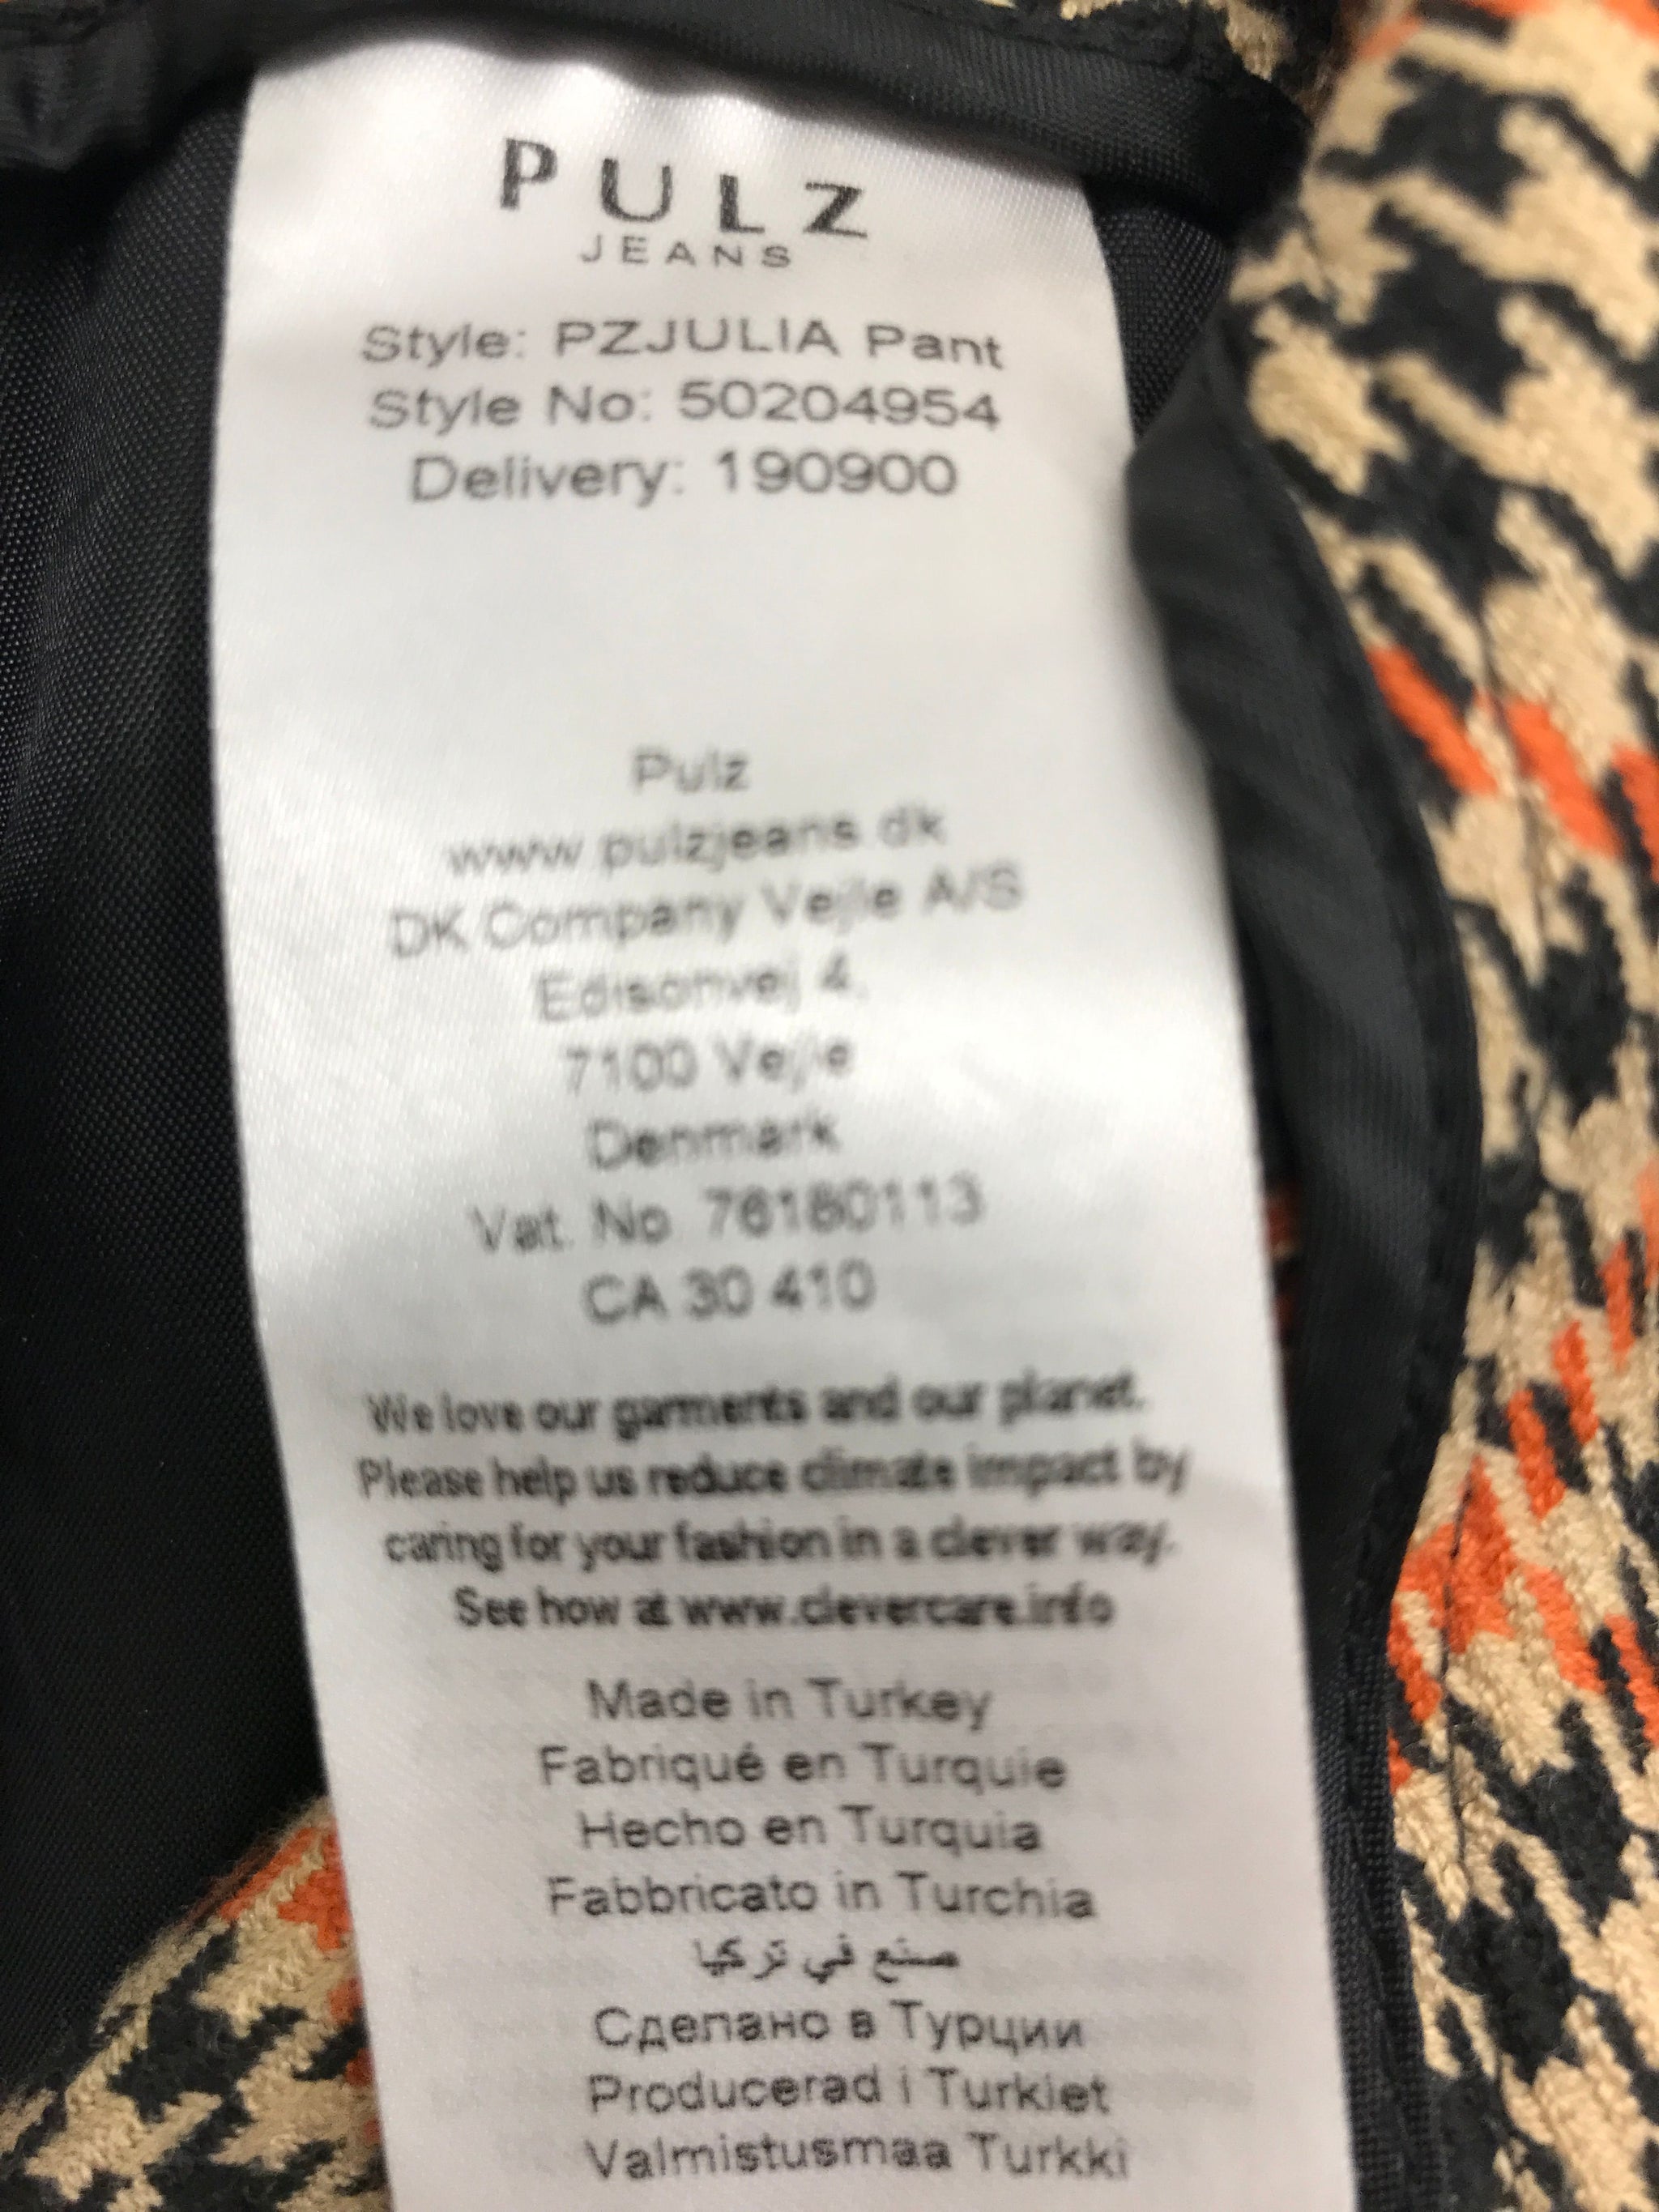 PULZ
JEANS
Style: PZJULIA Pant
Style No: 50204954
Delivery: 190900
Pulz
www.pulzjeans.dk
DK Company Vejle A/S
Edisonvej 4,
7100 Vejle
Denmark
Vat. No 76180113
CA 30 410
We love our garments and our planet.
Please help us reduce climate impact by
caring for your fashion in a clever way.
See how at www.clevercare.info
Made in Turkey
Fabriqué en Turquie
Hecho en Turquia
Fabbricato in Turchia
صنع في تركيا
Сделано в Турции
Producerad i Turkiet
Valmistusmaa Turkki